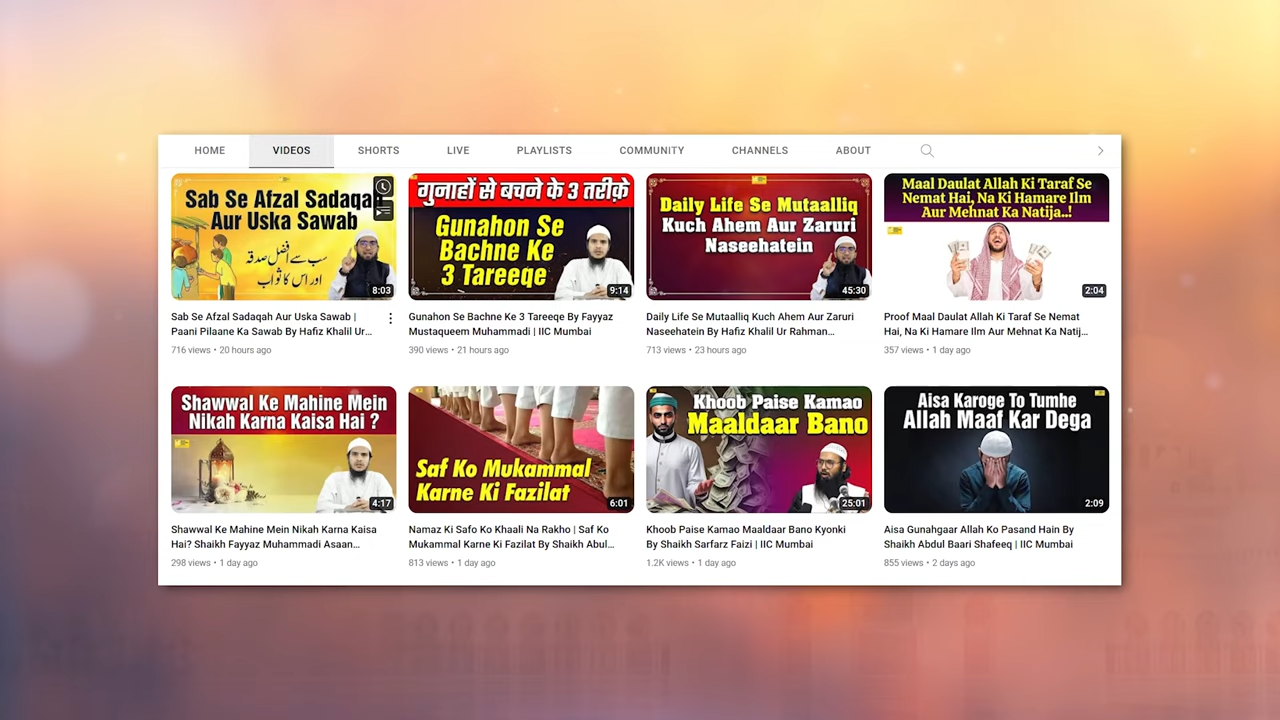 HOME VIDEOS SHORTS LIVE PLAYLISTS COMMUNITY CHANNELS ABOUT
Sab Se Afzal Sadaqah
Aur Uska Sawab
سب سے افضل صدقہ
اور اس کا ثواب
8:03
गुनाहों से बचने के 3 तरीक़े
Gunahon Se
Bachne Ke
3 Tareeqe
9:14
Daily Life Se Mutaalliq
Kuch Ahem Aur Zaruri
Naseehatein
45:30
Maal Daulat Allah Ki Taraf Se
Nemat Hai, Na Ki Hamare Ilm
Aur Mehnat Ka Natija..!
2:04
Sab Se Afzal Sadaqah Aur Uska Sawab |
Paani Pilaane Ka Sawab By Hafiz Khalil Ur...
716 views • 20 hours ago
Gunahon Se Bachne Ke 3 Tareeqe By Fayyaz
Mustaqueem Muhammadi | IIC Mumbai
390 views • 21 hours ago
Daily Life Se Mutaalliq Kuch Ahem Aur Zaruri
Naseehatein By Hafiz Khalil Ur Rahman...
713 views • 23 hours ago
Proof Maal Daulat Allah Ki Taraf Se Nemat
Hai, Na Ki Hamare Ilm Aur Mehnat Ka Natij...
357 views • 1 day ago
Shawwal Ke Mahine Mein
Nikah Karna Kaisa Hai ?
4:17
Saf Ko Mukammal
Karne Ki Fazilat
6:01
Khoob Paise Kamao
Maaldaar Bano
25:01
Aisa Karoge To Tumhe
Allah Maaf Kar Dega
2:09
Shawwal Ke Mahine Mein Nikah Karna Kaisa
Hai? Shaikh Fayyaz Muhammadi Asaan...
298 views • 1 day ago
Namaz Ki Safo Ko Khaali Na Rakho | Saf Ko
Mukammal Karne Ki Fazilat By Shaikh Abul...
813 views • 1 day ago
Khoob Paise Kamao Maaldaar Bano Kyonki
By Shaikh Sarfarz Faizi | IIC Mumbai
1.2K views • 1 day ago
Aisa Gunahgaar Allah Ko Pasand Hain By
Shaikh Abdul Baari Shafeeq | IIC Mumbai
855 views • 2 days ago